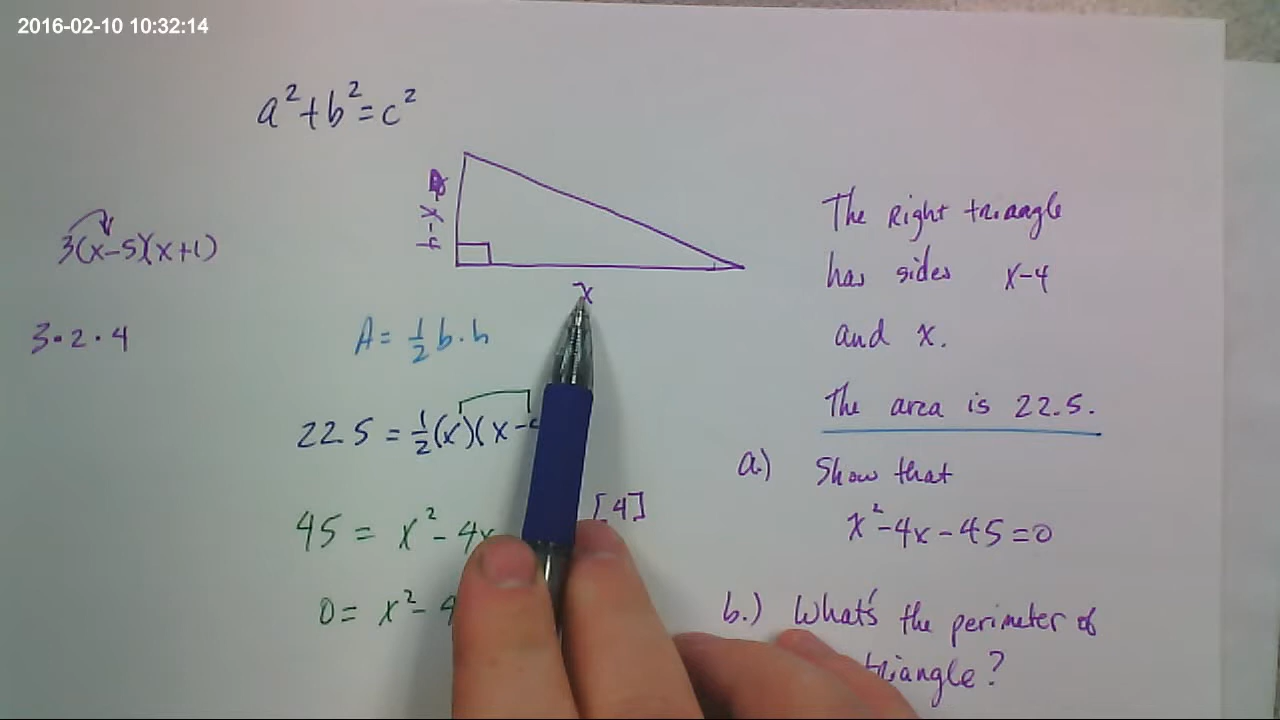 2016-02-10 10:32:14
a²+b²=c²
3(x-5)(x+1)
3·2·4
x-4
x
A = ½ b·h
22.5 = ½(x)(x-
45 = x² - 4x
0 = x² - 4
[4]
The Right triangle
has sides x-4
and x.
The area is 22.5.
a.) Show that
x²-4x-45=0
b.) What's the perimeter of
triangle?